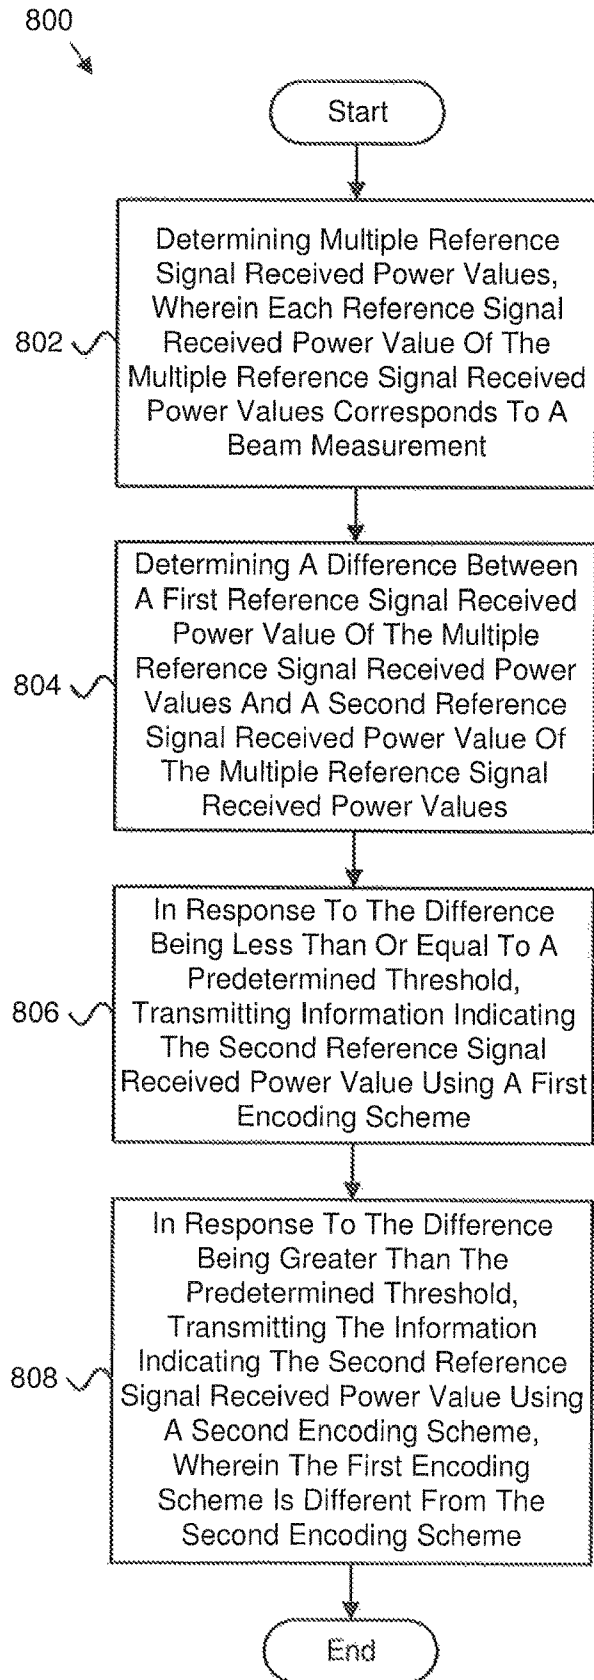 800
Start
802
Determining Multiple Reference
Signal Received Power Values,
Wherein Each Reference Signal
Received Power Value Of The
Multiple Reference Signal Received
Power Values Corresponds To A
Beam Measurement
804
Determining A Difference Between
A First Reference Signal Received
Power Value Of The Multiple
Reference Signal Received Power
Values And A Second Reference
Signal Received Power Value Of
The Multiple Reference Signal
Received Power Values
806
In Response To The Difference
Being Less Than Or Equal To A
Predetermined Threshold,
Transmitting Information Indicating
The Second Reference Signal
Received Power Value Using A First
Encoding Scheme
808
In Response To The Difference
Being Greater Than The
Predetermined Threshold,
Transmitting The Information
Indicating The Second Reference
Signal Received Power Value Using
A Second Encoding Scheme,
Wherein The First Encoding
Scheme Is Different From The
Second Encoding Scheme
End